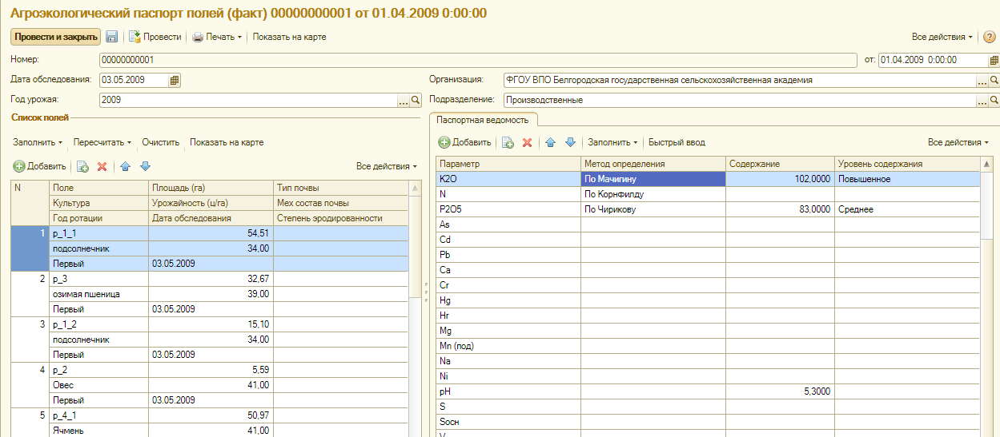 Агроэкологический паспорт полей (факт) 00000000001 от 01.04.2009 0:00:00
Провести и закрыть Провести Печать Показать на карте Все действия ?
Номер: 00000000001 от: 01.04.2009 0:00:00
Дата обследования: 03.05.2009 Организация: ФГОУ ВПО Белгородская государственная сельскохозяйственная академия ...
Год урожая: 2009 ... Подразделение: Производственные ...
Список полей
Заполнить Пересчитать Очистить Показать на карте
Добавить Все действия
N Поле Площадь (га) Тип почвы
Культура Урожайность (ц/га) Мех состав почвы
Год ротации Дата обследования Степень эродированности
1 р_1_1 54,51
подсолнечник 34,00
Первый 03.05.2009
2 р_3 32,67
озимая пшеница 39,00
Первый 03.05.2009
3 р_1_2 15,10
подсолнечник 34,00
Первый 03.05.2009
4 р_2 5,59
Овес 41,00
Первый 03.05.2009
5 р_4_1 50,97
Ячмень 41,00
Паспортная ведомость
Добавить Заполнить Быстрый ввод Все действия
Параметр Метод определения Содержание Уровень содержания
K2O По Мачигину 102,0000 Повышенное
N По Корнфилду
P2O5 По Чирикову 83,0000 Среднее
As
Cd
Pb
Ca
Cr
Hg
Hr
Mg
Mn (под)
Na
Ni
pH 5,3000
S
Sосн